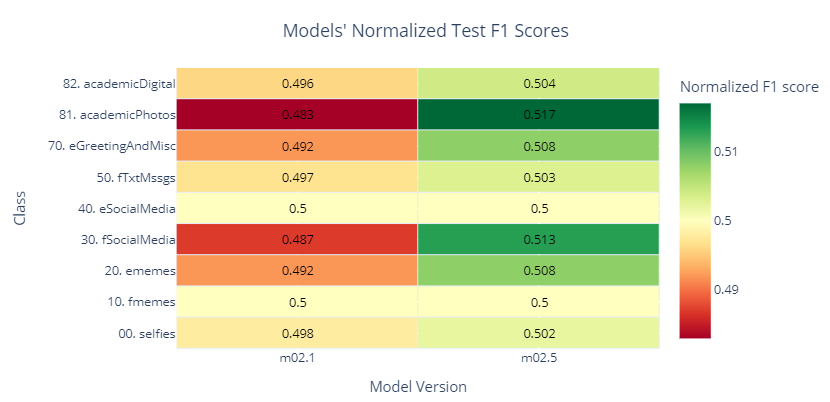 Models' Normalized Test F1 Scores
Normalized F1 score
82. academicDigital 0.496 0.504
81. academicPhotos 0.483 0.517
70. eGreetingAndMisc 0.492 0.508
50. fTxtMssgs 0.497 0.503
40. eSocialMedia 0.5 0.5
30. fSocialMedia 0.487 0.513
20. ememes 0.492 0.508
10. fmemes 0.5 0.5
00. selfies 0.498 0.502
m02.1 m02.5
Model Version
Class
0.51
0.5
0.49